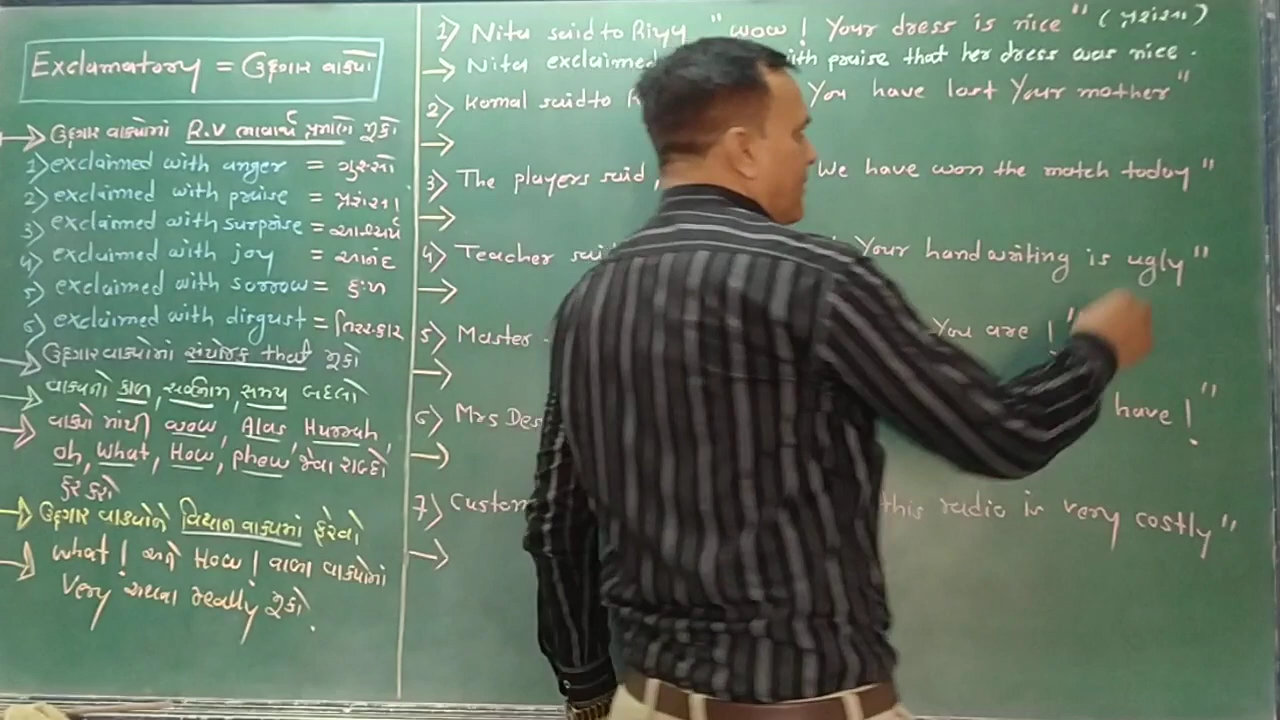 Exclamatory = ઉદ્દગાર વાક્યો
→ ઉદ્દગાર વાક્યોમાં R.V ભાવાર્થ પ્રમાણે મૂકો
1) exclaimed with anger = ગુસ્સો
2) exclaimed with praise = પ્રશંસા
3) exclaimed with surprise = આશ્ચર્ય
4) exclaimed with joy = આનંદ
5) exclaimed with sorrow = દુઃખ
6) exclaimed with disgust = તિરસ્કાર
→ ઉદ્દગાર વાક્યોમાં સંયોજક that મૂકો
→ વાક્યનો કાળ, સર્વનામ, સમય બદલો
→ વાક્યો માંથી wow, Alas, Hurrah,
oh, what, How, phew જેવા શબ્દો
દૂર કરો
→ ઉદ્દગાર વાક્યોને વિધાન વાક્યમાં ફેરવો
→ what ! અને How ! વાળા વાક્યોમાં
very અથવા really મૂકો.
1) Nita said to Riya "wow ! Your dress is nice" (પ્રશંસા)
→ Nita exclaimed with praise that her dress was nice.
2) Komal said to You have lost Your mother"
→
3) The players said, We have won the match today"
→
4) Teacher Your handwriting is ugly"
→
5) Master You are !"
→
6) Mrs have !"
→
7) this radio is very costly"
→